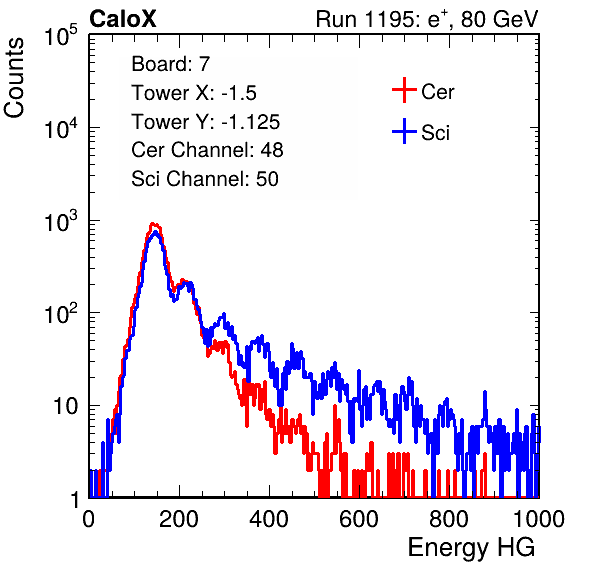 CaloX Run 1195: e⁺, 80 GeV
Counts
Board: 7
Tower X: -1.5
Tower Y: -1.125
Cer Channel: 48
Sci Channel: 50
Cer
Sci
10⁵
10⁴
10³
10²
10
1
0 200 400 600 800 1000
Energy HG